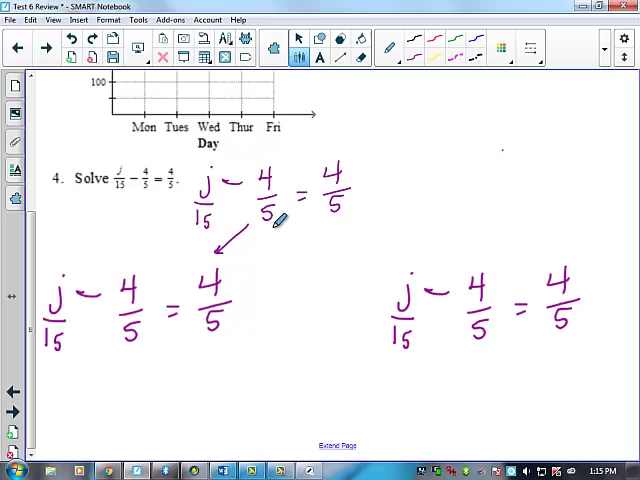 Test 6 Review * - SMART Notebook
File Edit View Insert Format Tools Add-ons Account Help
100
Mon Tues Wed Thur Fri
Day
4. Solve j/15 − 4/5 = 4/5.
j/15 − 4/5 = 4/5
j/15 − 4/5 = 4/5
j/15 − 4/5 = 4/5
Extend Page
1:15 PM